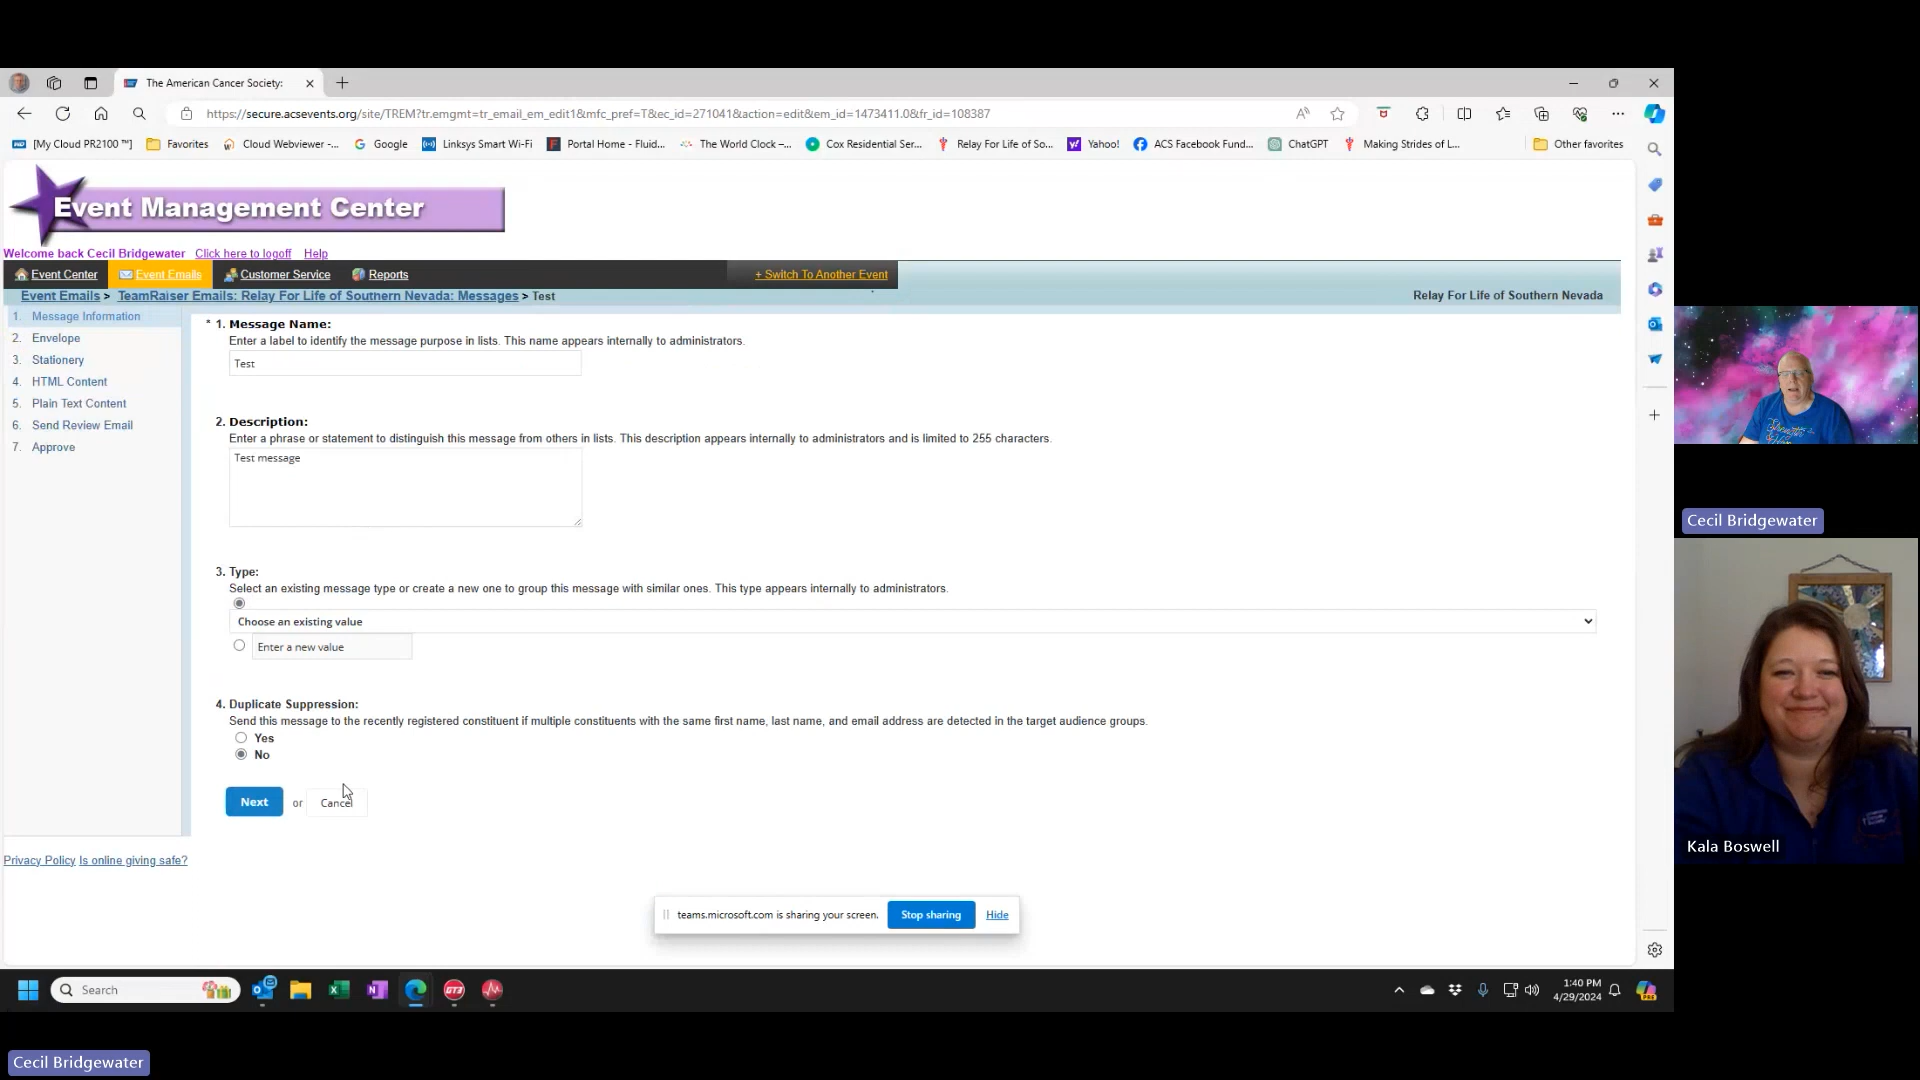 The American Cancer Society:
https://secure.acsevents.org/site/TREM?tr.emgmt=tr_email_em_edit1&mfc_pref=T&ec_id=271041&action=edit&em_id=1473411.0&fr_id=108387
[My Cloud PR2100 ™] Favorites Cloud Webviewer -... Google Linksys Smart Wi-Fi Portal Home - Fluid... The World Clock —... Cox Residential Ser... Relay For Life of So... Yahoo! ACS Facebook Fund... ChatGPT Making Strides of L... Other favorites
Event Management Center
Welcome back Cecil Bridgewater Click here to logoff Help
Event Center Event Emails Customer Service Reports + Switch To Another Event
Event Emails > TeamRaiser Emails: Relay For Life of Southern Nevada: Messages > Test Relay For Life of Southern Nevada
1. Message Information
2. Envelope
3. Stationery
4. HTML Content
5. Plain Text Content
6. Send Review Email
7. Approve
* 1. Message Name:
Enter a label to identify the message purpose in lists. This name appears internally to administrators.
Test
2. Description:
Enter a phrase or statement to distinguish this message from others in lists. This description appears internally to administrators and is limited to 255 characters.
Test message
3. Type:
Select an existing message type or create a new one to group this message with similar ones. This type appears internally to administrators.
Choose an existing value
Enter a new value
4. Duplicate Suppression:
Send this message to the recently registered constituent if multiple constituents with the same first name, last name, and email address are detected in the target audience groups.
Yes
No
Next or Cancel
Privacy Policy Is online giving safe?
teams.microsoft.com is sharing your screen. Stop sharing Hide
Search
1:40 PM
4/29/2024
Cecil Bridgewater
Kala Boswell
Cecil Bridgewater